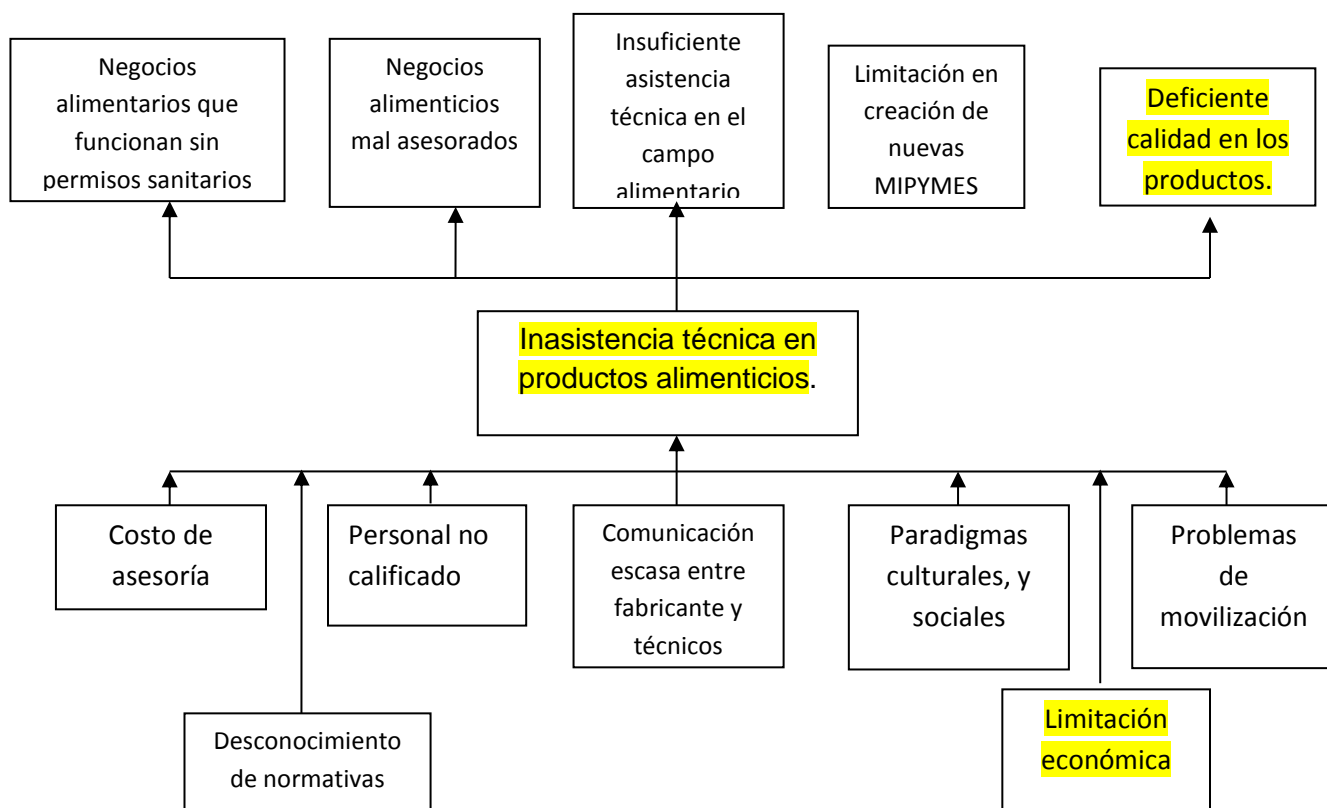 Negocios
alimentarios que
funcionan sin
permisos sanitarios
Negocios
alimenticios
mal asesorados
Insuficiente
asistencia
técnica en el
campo
alimentario
Limitación en
creación de
nuevas
MIPYMES
Deficiente
calidad en los
productos.
Inasistencia técnica en
productos alimenticios.
Costo de
asesoría
Personal no
calificado
Comunicación
escasa entre
fabricante y
técnicos
Paradigmas
culturales, y
sociales
Problemas
de
movilización
Desconocimiento
de normativas
Limitación
económica